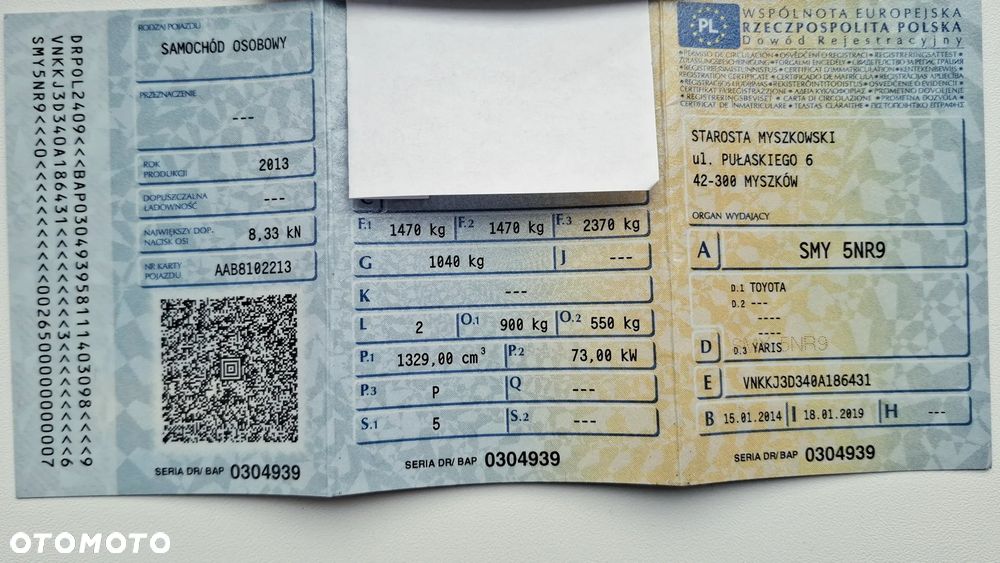 DRPOL2409<<BAP030493958111403098<<<9
VNKKJ3D340A186431<<<<<<<<<3<<<<<<<<6
RODZAJ POJAZDU
SAMOCHÓD OSOBOWY
PRZEZNACZENIE
---
ROK PRODUKCJI
2013
DOPUSZCZALNA ŁADOWNOŚĆ
---
NAJWIĘKSZY DOP. NACISK OSI
8,33 kN
NR KARTY POJAZDU
AAB8102213
SERIA DR/ BAP 0304939
C
F.1 1470 kg F.2 1470 kg F.3 2370 kg
G 1040 kg J ---
K ---
L 2 O.1 900 kg O.2 550 kg
P.1 1329,00 cm³ P.2 73,00 kW
P.3 P Q ---
S.1 5 S.2 ---
SERIA DR/ BAP 0304939
PL
WSPÓLNOTA EUROPEJSKA
RZECZPOSPOLITA POLSKA
Dowód Rejestracyjny
STAROSTA MYSZKOWSKI
ul. PUŁASKIEGO 6
42-300 MYSZKÓW
ORGAN WYDAJĄCY
A SMY 5NR9
D.1 TOYOTA
D.2 ---
----
----
D D.3 YARIS
SMY 5NR9
E VNKKJ3D340A186431
B 15.01.2014 I 18.01.2019 H ---
SERIA DR/ BAP 0304939
OTOMOTO